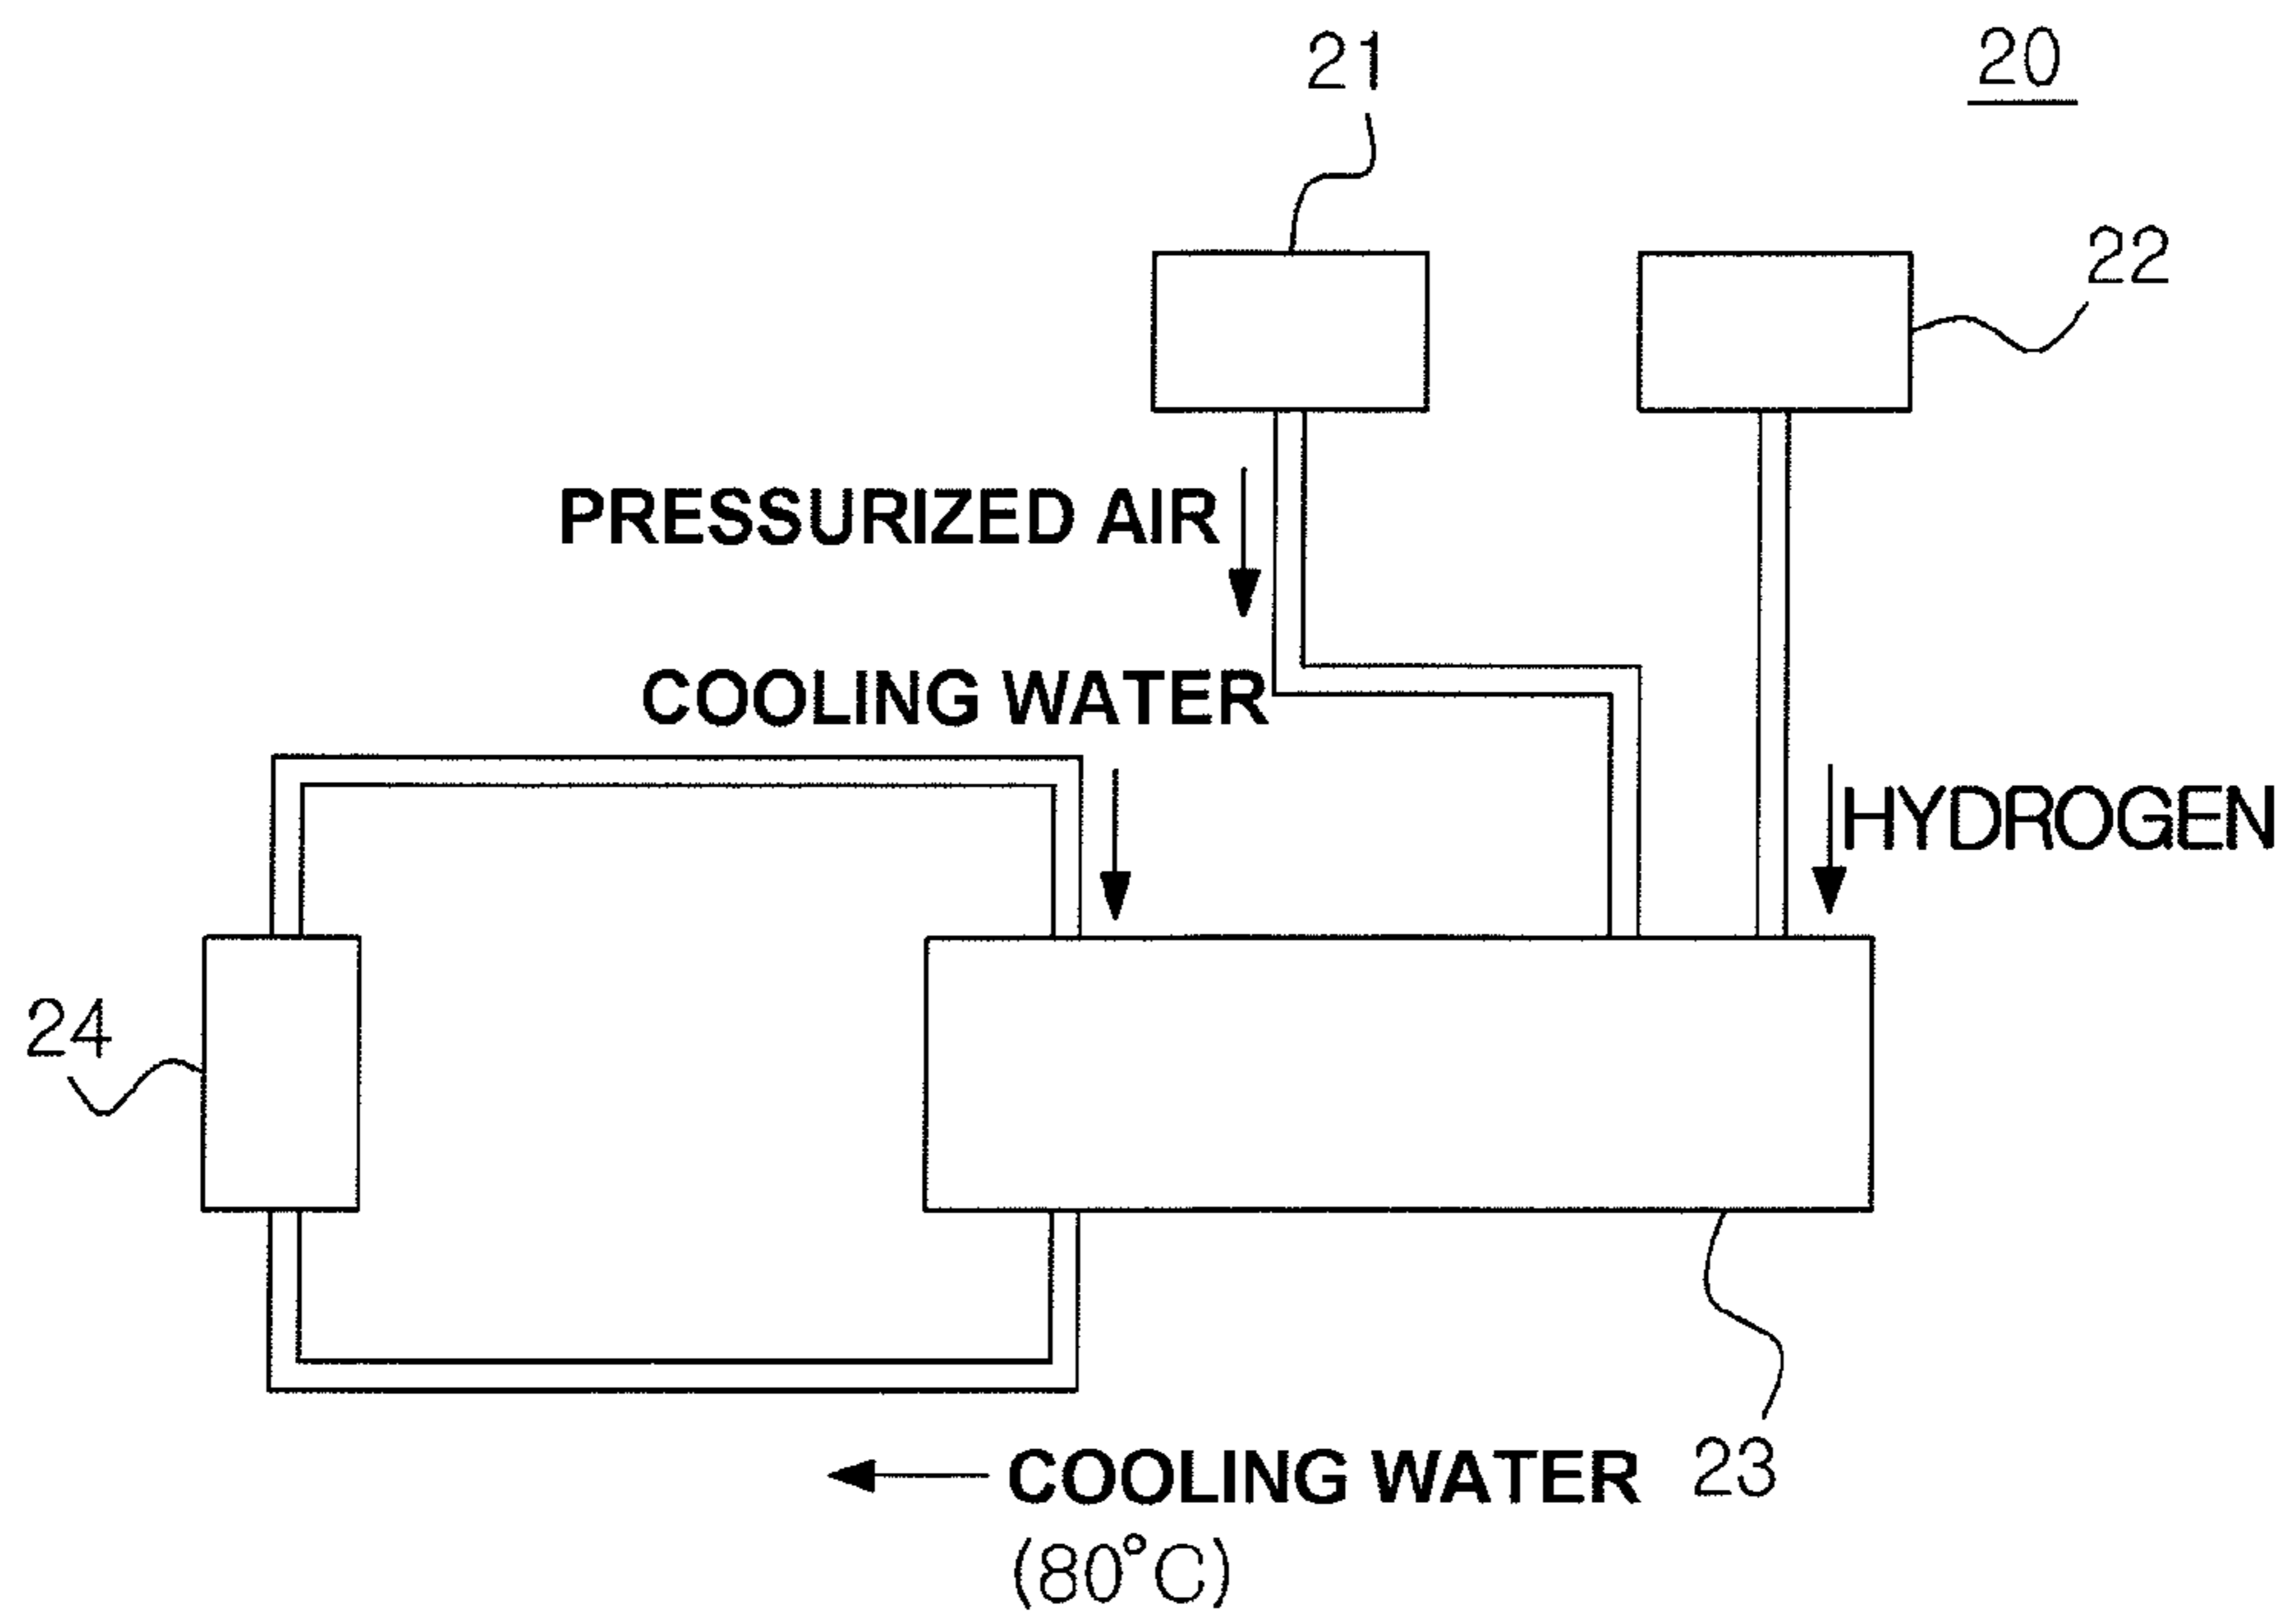 21
20
22
PRESSURIZED AIR
COOLING WATER
HYDROGEN
24
COOLING WATER
23
(80°C)